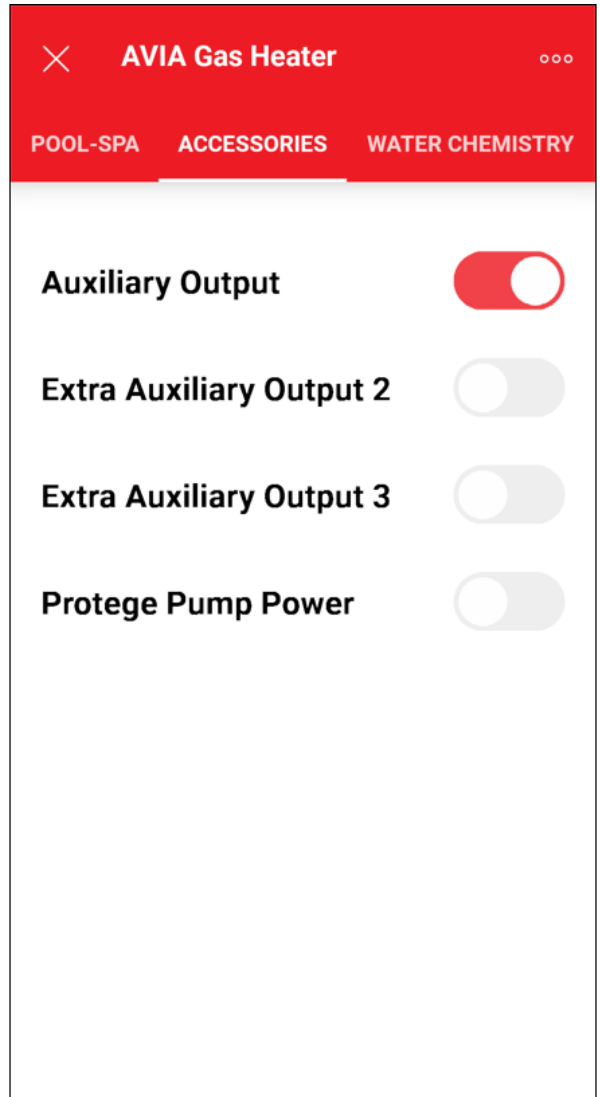 AVIA Gas Heater
POOL-SPA ACCESSORIES WATER CHEMISTRY
Auxiliary Output
Extra Auxiliary Output 2
Extra Auxiliary Output 3
Protege Pump Power